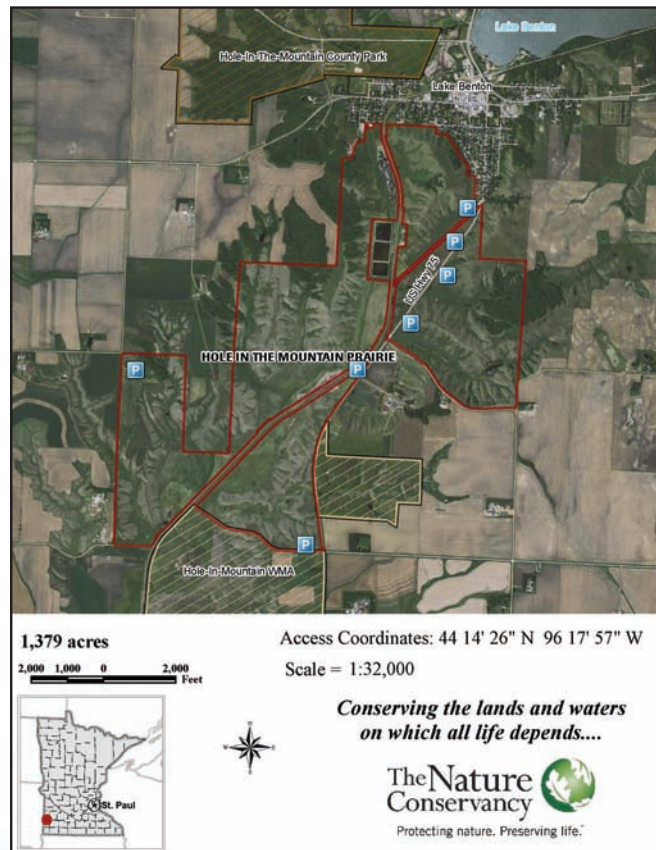 Lake Benton
Hole-In-The-Mountain County Park
Lake Benton
P
P
US Hwy 75
P
P
HOLE IN THE MOUNTAIN PRAIRIE
P
P
P
Hole-In-Mountain WMA
1,379 acres
Access Coordinates: 44 14' 26" N 96 17' 57" W
2,000 1,000 0 2,000
Feet
Scale = 1:32,000
Conserving the lands and waters
on which all life depends....
N
W E
S
St. Paul
The Nature
Conservancy
Protecting nature. Preserving life.